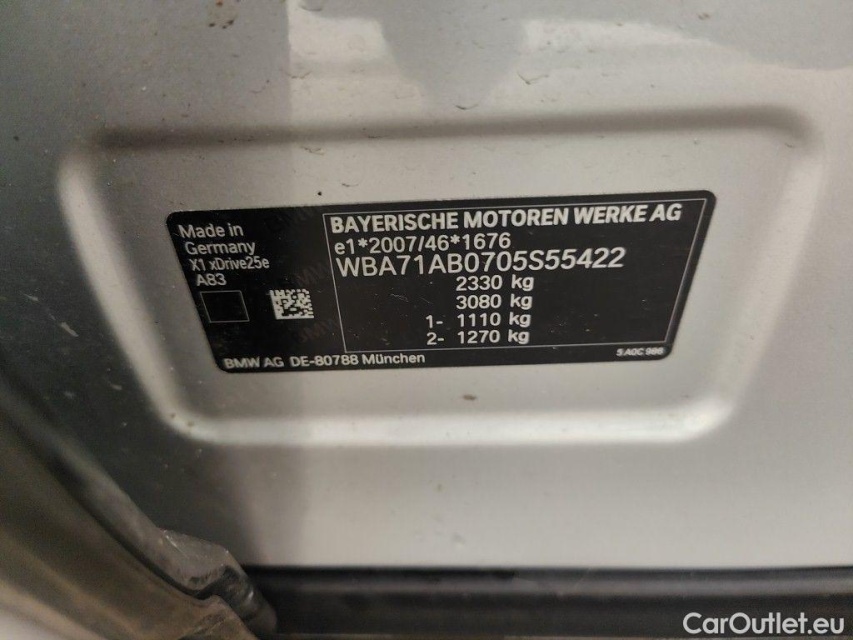 Made in
Germany
X1 xDrive25e
A83
BAYERISCHE MOTOREN WERKE AG
e1*2007/46*1676
WBA71AB0705S55422
2330 kg
3080 kg
1- 1110 kg
2- 1270 kg
BMW AG DE-80788 München
CarOutlet.eu